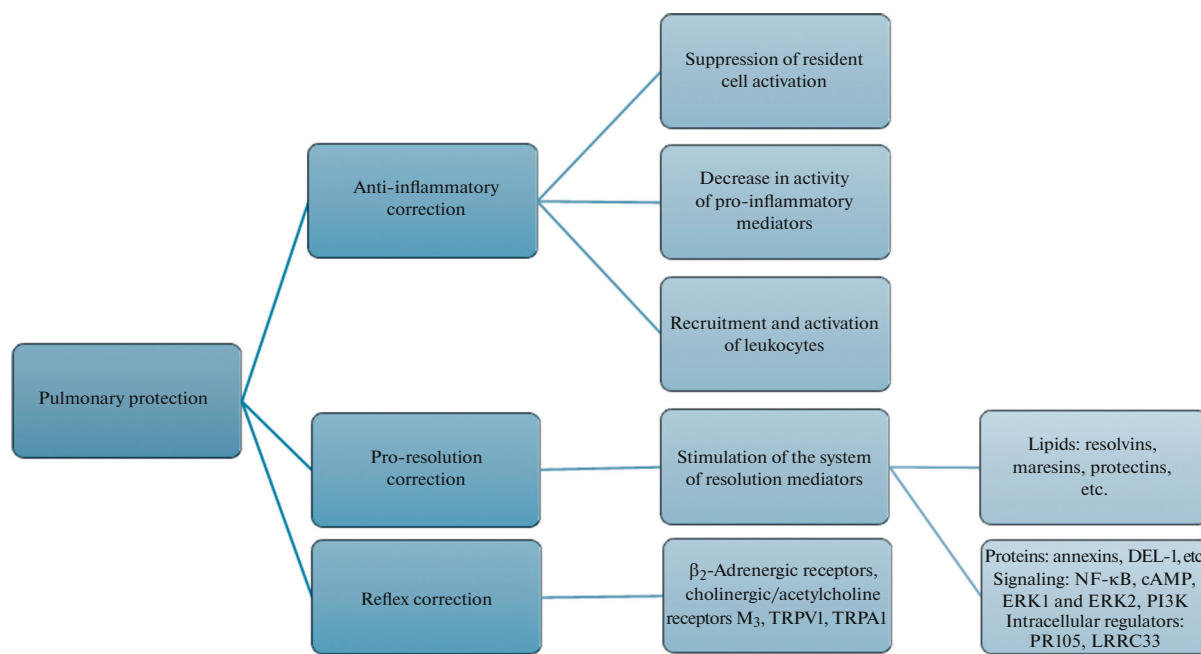 Suppression of resident
cell activation
Anti-inflammatory
correction
Decrease in activity
of pro-inflammatory
mediators
Recruitment and activation
of leukocytes
Pulmonary protection
Pro-resolution
correction
Stimulation of the system
of resolution mediators
Lipids: resolvins,
maresins, protectins,
etc.
Reflex correction
β₂-Adrenergic receptors,
cholinergic/acetylcholine
receptors M₃, TRPV1, TRPA1
Proteins: annexins, DEL-1, etc
Signaling: NF-κB, cAMP,
ERK1 and ERK2, PI3K
Intracellular regulators:
PR105, LRRC33